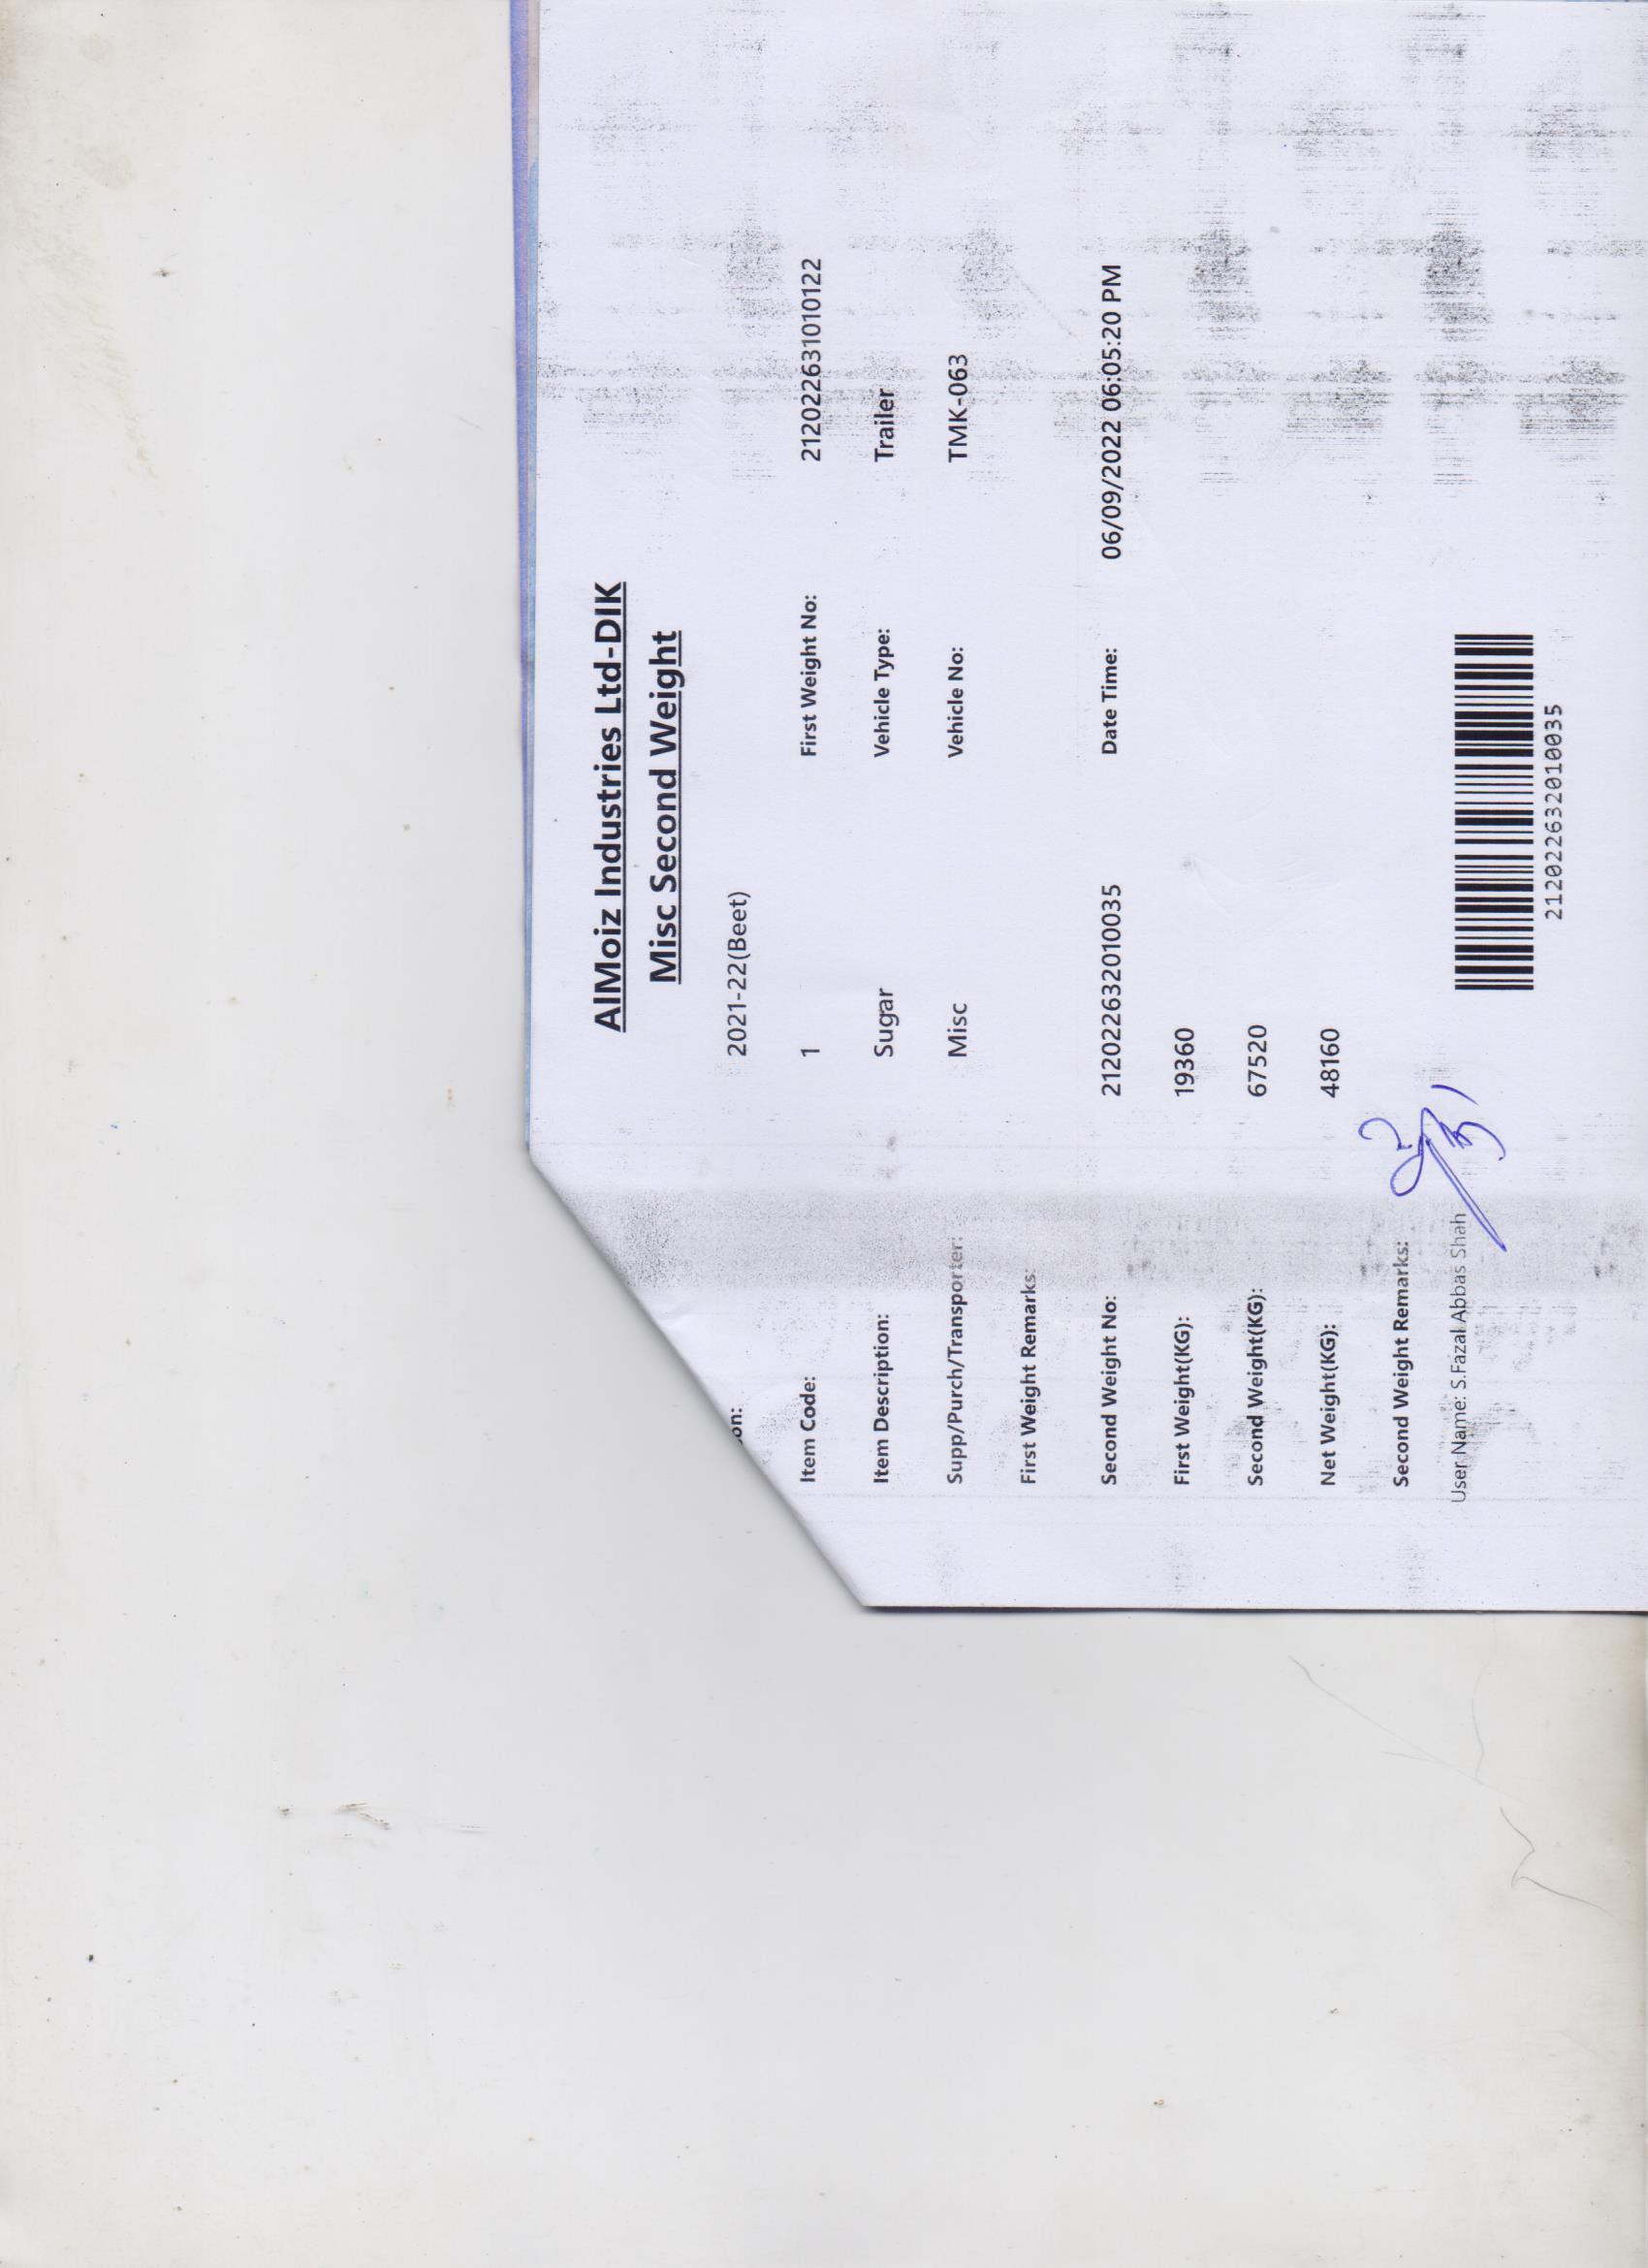 AlMoiz Industries Ltd-DIK
Misc Second Weight
on: 2021-22(Beet)
Item Code: 1 First Weight No: 2120226310101​22
Item Description: Sugar Vehicle Type: Trailer
Supp/Purch/Transporter: Misc Vehicle No: TMK-063
First Weight Remarks:
Second Weight No: 212022632010035 Date Time: 06/09/2022 06:05:20 PM
First Weight(KG): 19360
Second Weight(KG): 67520
Net Weight(KG): 48160
Second Weight Remarks:
User Name: S.Fazal Abbas Shah
212022632010035